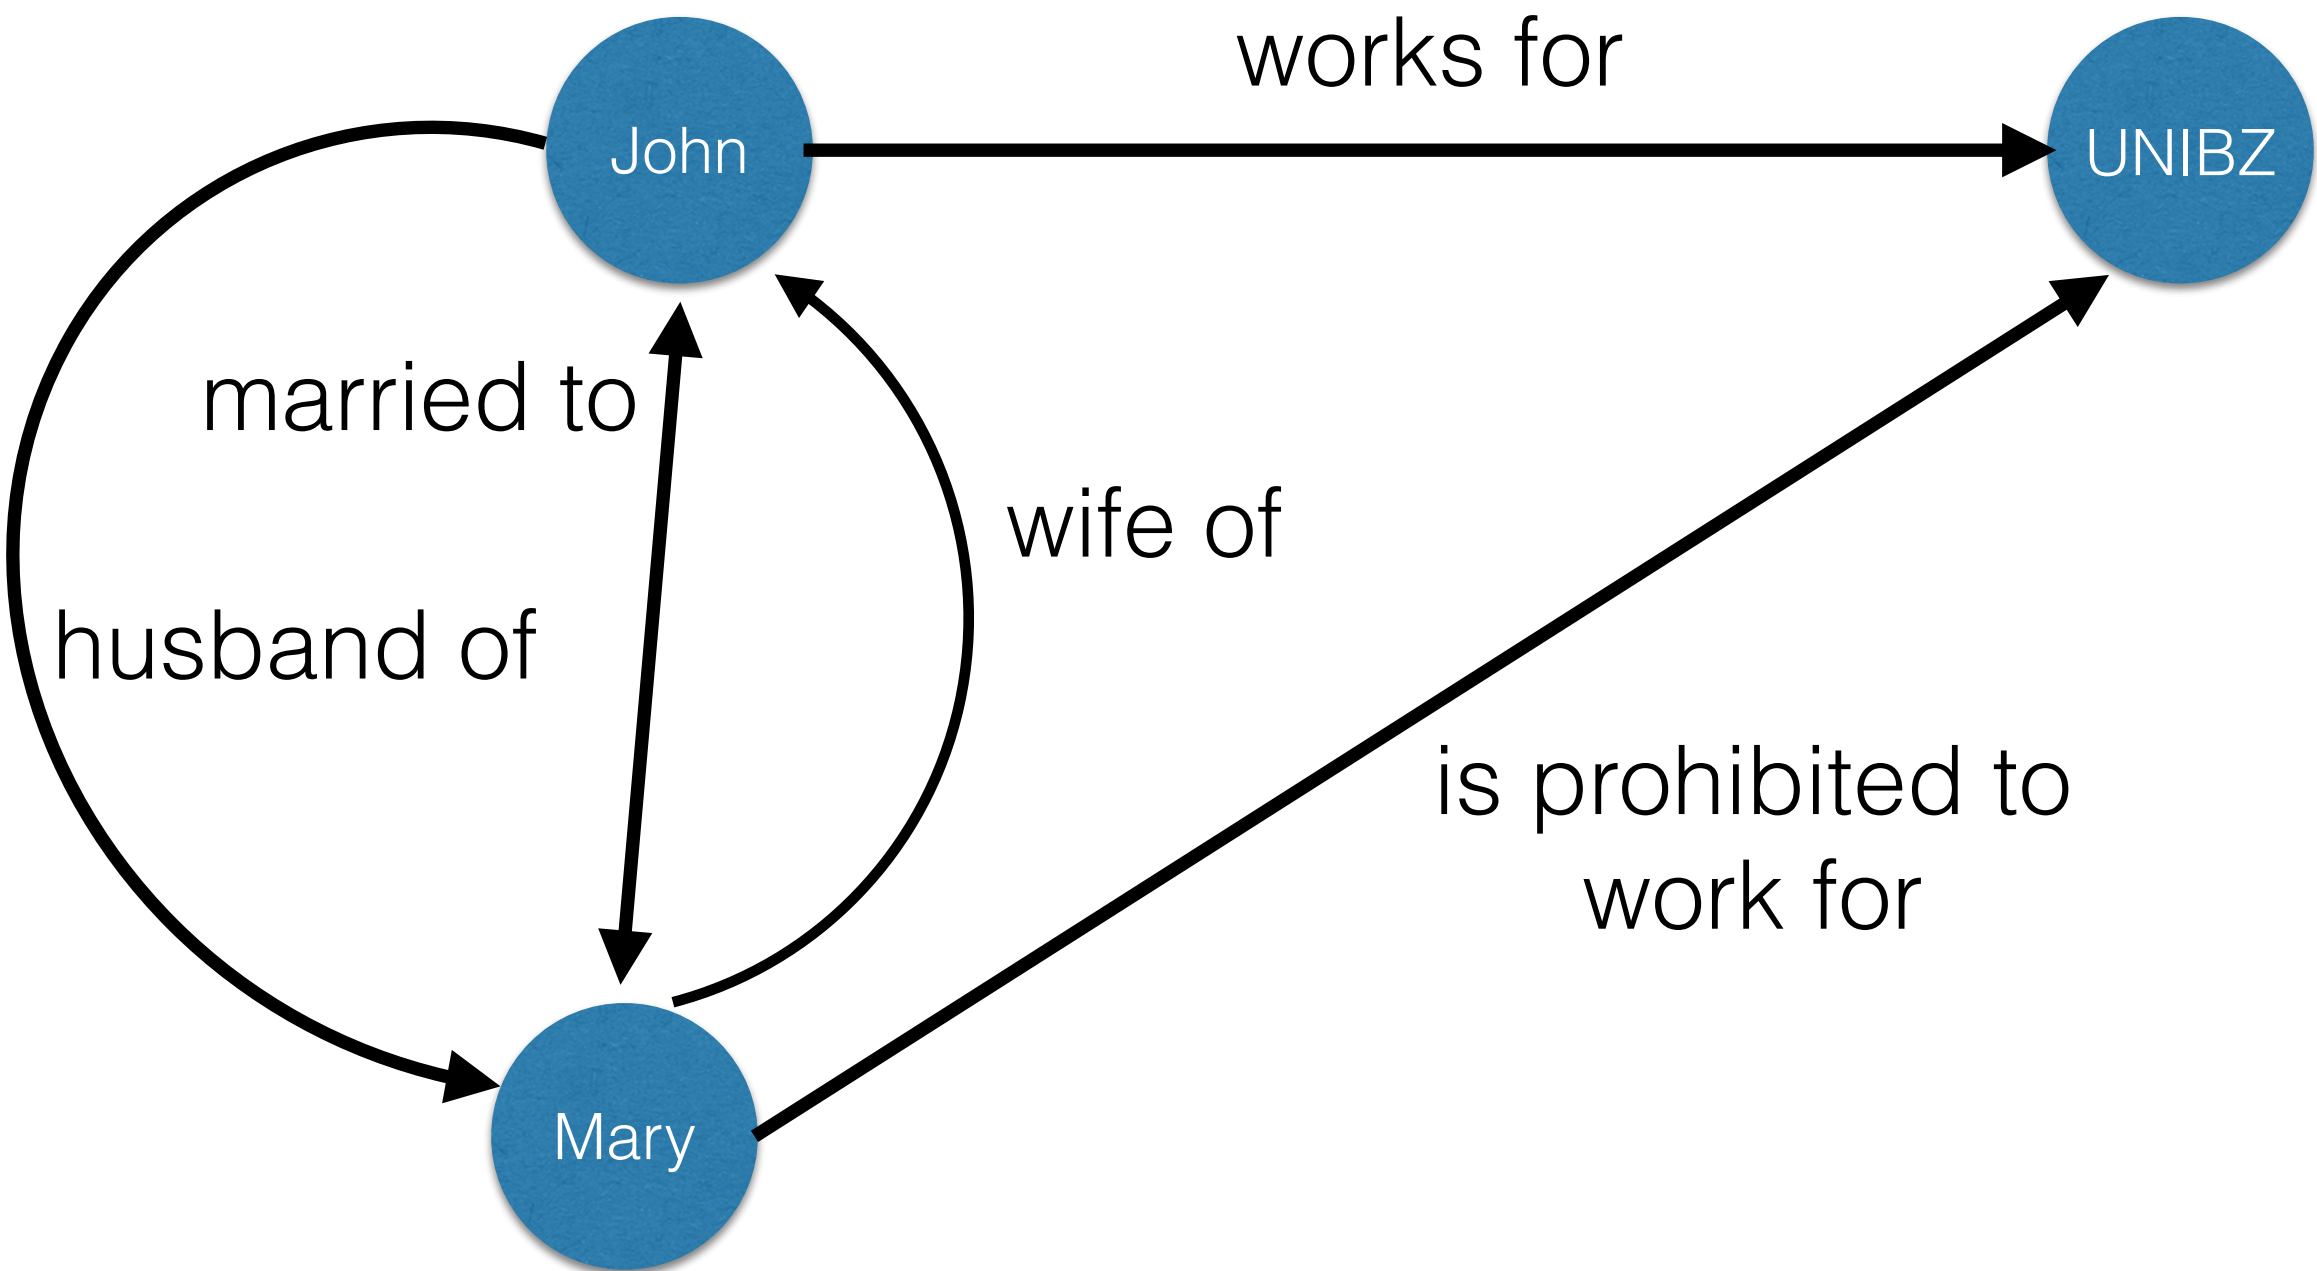 works for
John
UNIBZ
married to
wife of
husband of
is prohibited to
work for
Mary